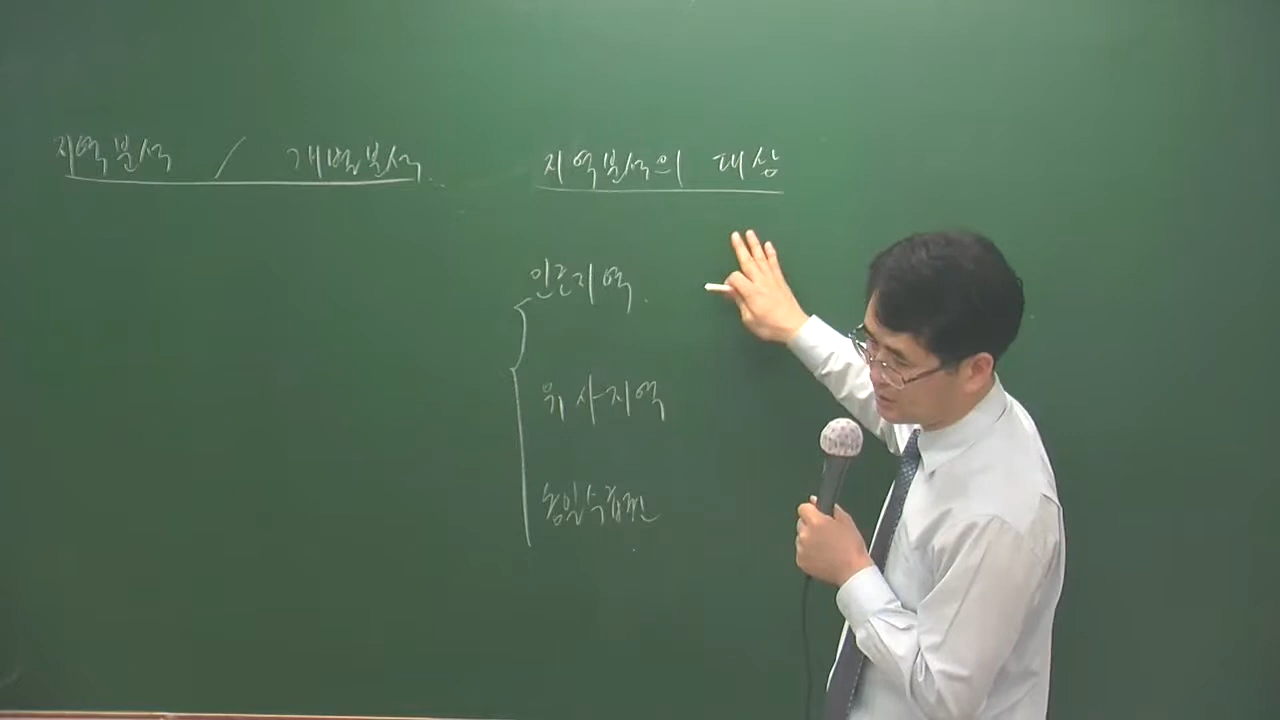 지역분석 / 개별분석
지역분석의 대상
인근지역
유사지역
동일수급권